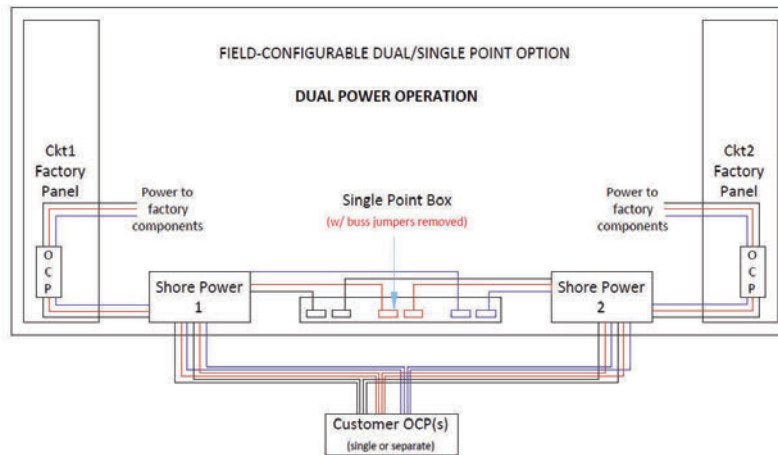 FIELD-CONFIGURABLE DUAL/SINGLE POINT OPTION
DUAL POWER OPERATION
Ckt1
Factory
Panel
Power to
factory
components
O
C
P
Single Point Box
(w/ buss jumpers removed)
Power to
factory
components
Ckt2
Factory
Panel
O
C
P
Shore Power
1
Shore Power
2
Customer OCP(s)
(single or separate)